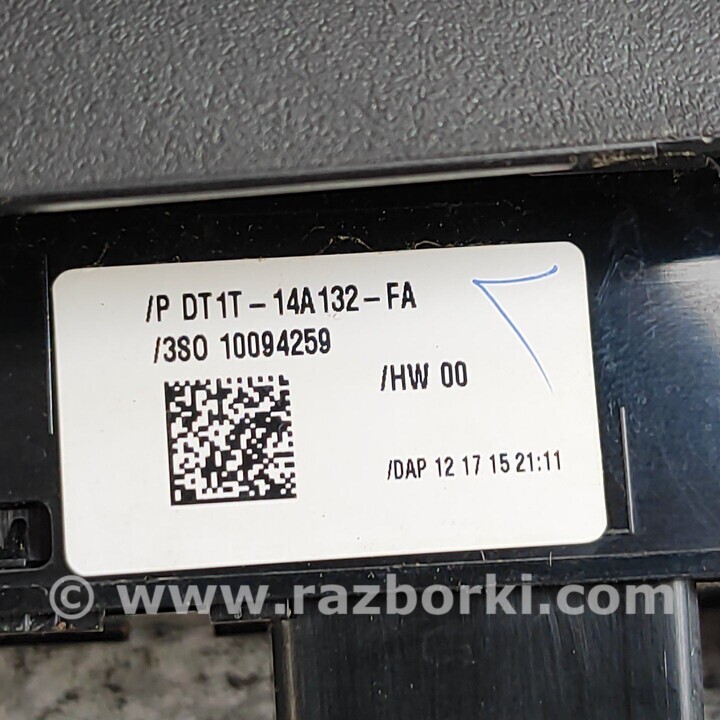 /P DT1T-14A132-FA
/3S0 10094259
/HW 00
/DAP 12 17 15 21:11
© www.razborki.com